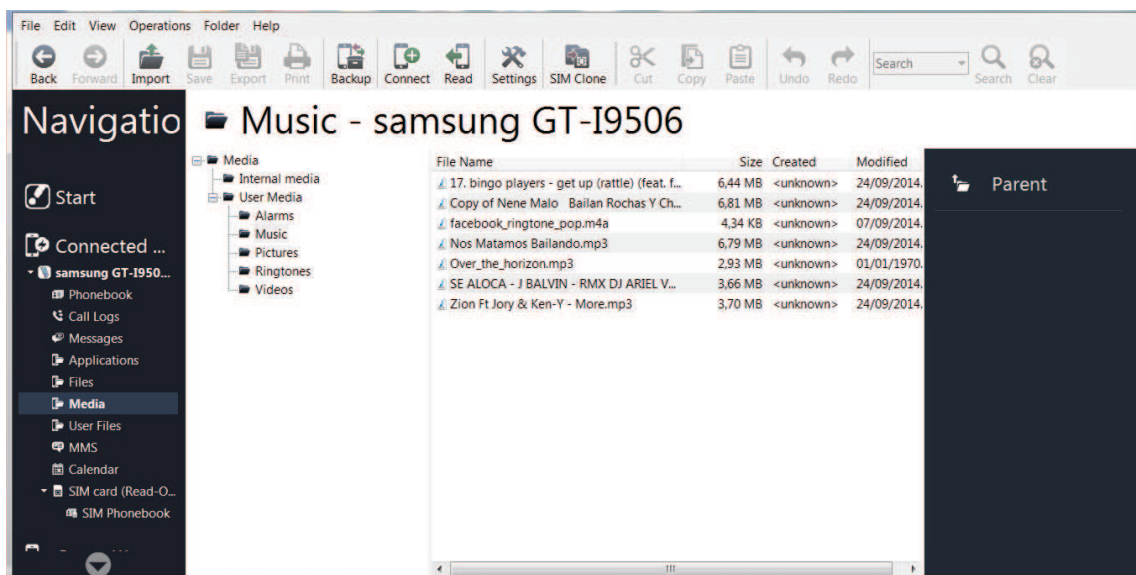 File Edit View Operations Folder Help
Back Forward Import Save Export Print Backup Connect Read Settings SIM Clone Cut Copy Paste Undo Redo Search Search Clear
Navigatio
Music - samsung GT-I9506
Start
Connected ...
samsung GT-I950...
Phonebook
Call Logs
Messages
Applications
Files
Media
User Files
MMS
Calendar
SIM card (Read-O...
SIM Phonebook
Media
Internal media
User Media
Alarms
Music
Pictures
Ringtones
Videos
File Name Size Created Modified
17. bingo players - get up (rattle) (feat. f... 6,44 MB <unknown> 24/09/2014.
Copy of Nene Malo Bailan Rochas Y Ch... 6,81 MB <unknown> 24/09/2014.
facebook_ringtone_pop.m4a 4,34 KB <unknown> 07/09/2014.
Nos Matamos Bailando.mp3 6,79 MB <unknown> 24/09/2014.
Over_the_horizon.mp3 2,93 MB <unknown> 01/01/1970.
SE ALOCA - J BALVIN - RMX DJ ARIEL V... 3,66 MB <unknown> 24/09/2014.
Zion Ft Jory & Ken-Y - More.mp3 3,70 MB <unknown> 24/09/2014.
Parent